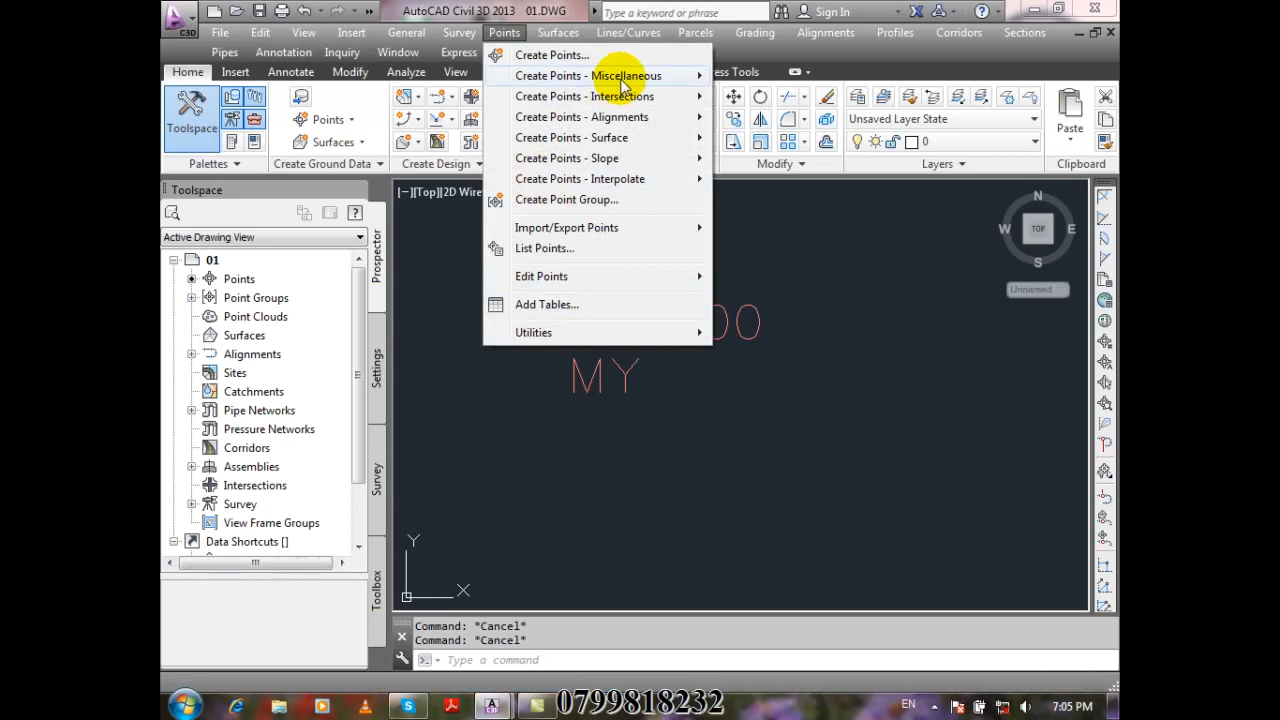 C3D
AutoCAD Civil 3D 2013 01.DWG
Type a keyword or phrase
Sign In
File Edit View Insert General Survey Points Surfaces Lines/Curves Parcels Grading Alignments Profiles Corridors Sections
Pipes Annotation Inquiry Window Express
Home Insert Annotate Modify Analyze View
ress Tools
Toolspace
Points
Surfaces
Unsaved Layer State
0
Paste
Palettes
Create Ground Data
Create Design
Modify
Layers
Clipboard
Create Points...
Create Points - Miscellaneous
Create Points - Intersections
Create Points - Alignments
Create Points - Surface
Create Points - Slope
Create Points - Interpolate
Create Point Group...
Import/Export Points
List Points...
Edit Points
Add Tables...
Utilities
Toolspace
Active Drawing View
01
Points
Point Groups
Point Clouds
Surfaces
Alignments
Sites
Catchments
Pipe Networks
Pressure Networks
Corridors
Assemblies
Intersections
Survey
View Frame Groups
Data Shortcuts []
Prospector
Settings
Survey
Toolbox
[−][Top][2D Wire
N
W TOP E
S
Unnamed
DO
MY
Y
X
Command: *Cancel*
Command: *Cancel*
Type a command
0799818232
EN
7:05 PM